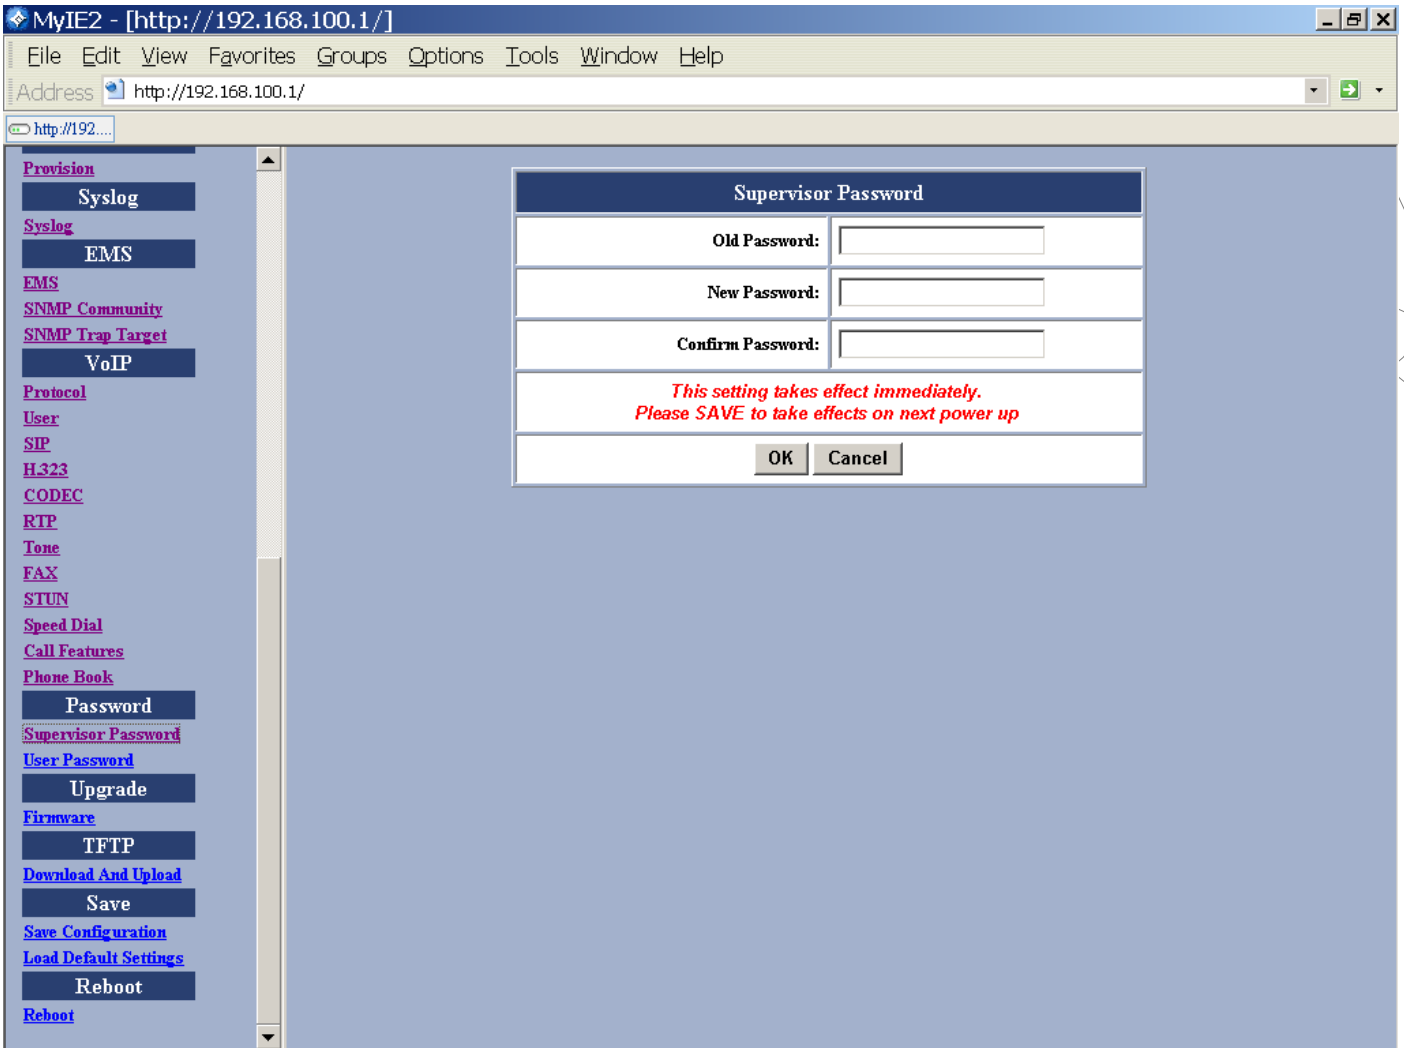 MyIE2 - [http://192.168.100.1/]
File Edit View Favorites Groups Options Tools Window Help
Address http://192.168.100.1/
http://192....
Provision
Syslog
Syslog
EMS
EMS
SNMP Community
SNMP Trap Target
VoIP
Protocol
User
SIP
H.323
CODEC
RTP
Tone
FAX
STUN
Speed Dial
Call Features
Phone Book
Password
Supervisor Password
User Password
Upgrade
Firmware
TFTP
Download And Upload
Save
Save Configuration
Load Default Settings
Reboot
Reboot
Supervisor Password
Old Password:
New Password:
Confirm Password:
This setting takes effect immediately.
Please SAVE to take effects on next power up
OK Cancel